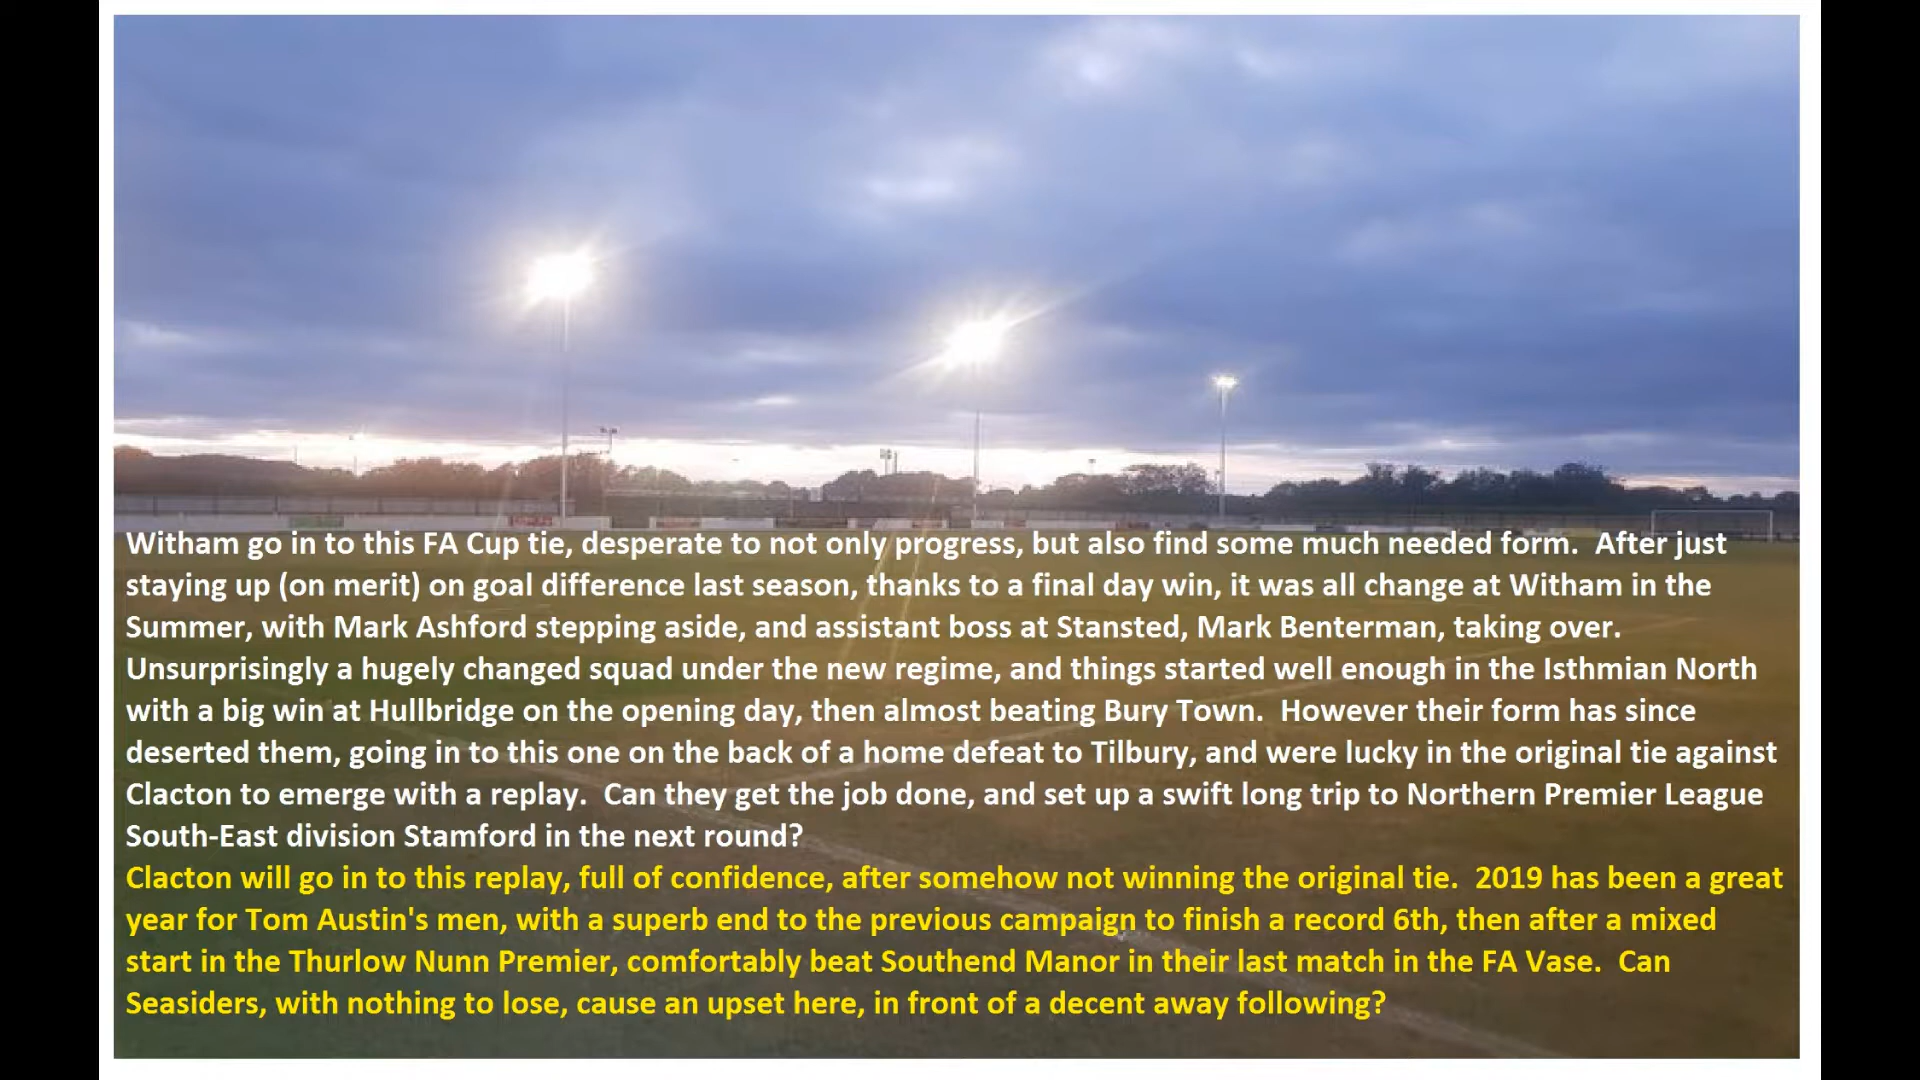 Witham go in to this FA Cup tie, desperate to not only progress, but also find some much needed form.  After just
staying up (on merit) on goal difference last season, thanks to a final day win, it was all change at Witham in the
Summer, with Mark Ashford stepping aside, and assistant boss at Stansted, Mark Benterman, taking over.
Unsurprisingly a hugely changed squad under the new regime, and things started well enough in the Isthmian North
with a big win at Hullbridge on the opening day, then almost beating Bury Town.  However their form has since
deserted them, going in to this one on the back of a home defeat to Tilbury, and were lucky in the original tie against
Clacton to emerge with a replay.  Can they get the job done, and set up a swift long trip to Northern Premier League
South-East division Stamford in the next round?
Clacton will go in to this replay, full of confidence, after somehow not winning the original tie.  2019 has been a great
year for Tom Austin's men, with a superb end to the previous campaign to finish a record 6th, then after a mixed
start in the Thurlow Nunn Premier, comfortably beat Southend Manor in their last match in the FA Vase.  Can
Seasiders, with nothing to lose, cause an upset here, in front of a decent away following?